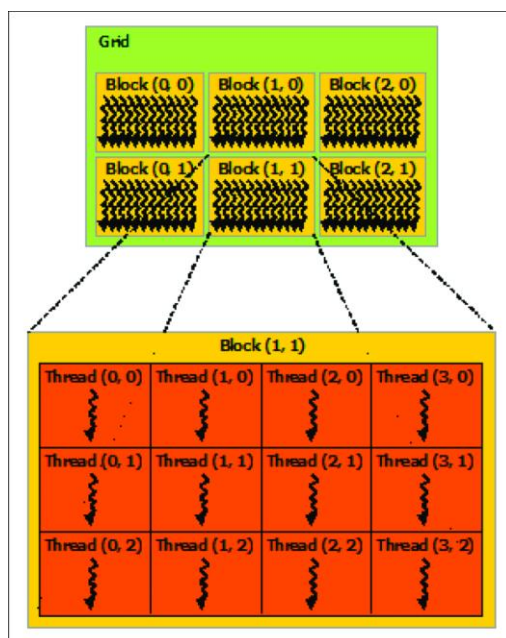 Grid
Block (0, 0) Block (1, 0) Block (2, 0)
Block (0, 1) Block (1, 1) Block (2, 1)
Block (1, 1)
Thread (0, 0) Thread (1, 0) Thread (2, 0) Thread (3, 0)
Thread (0, 1) Thread (1, 1) Thread (2, 1) Thread (3, 1)
Thread (0, 2) Thread (1, 2) Thread (2, 2) Thread (3, 2)